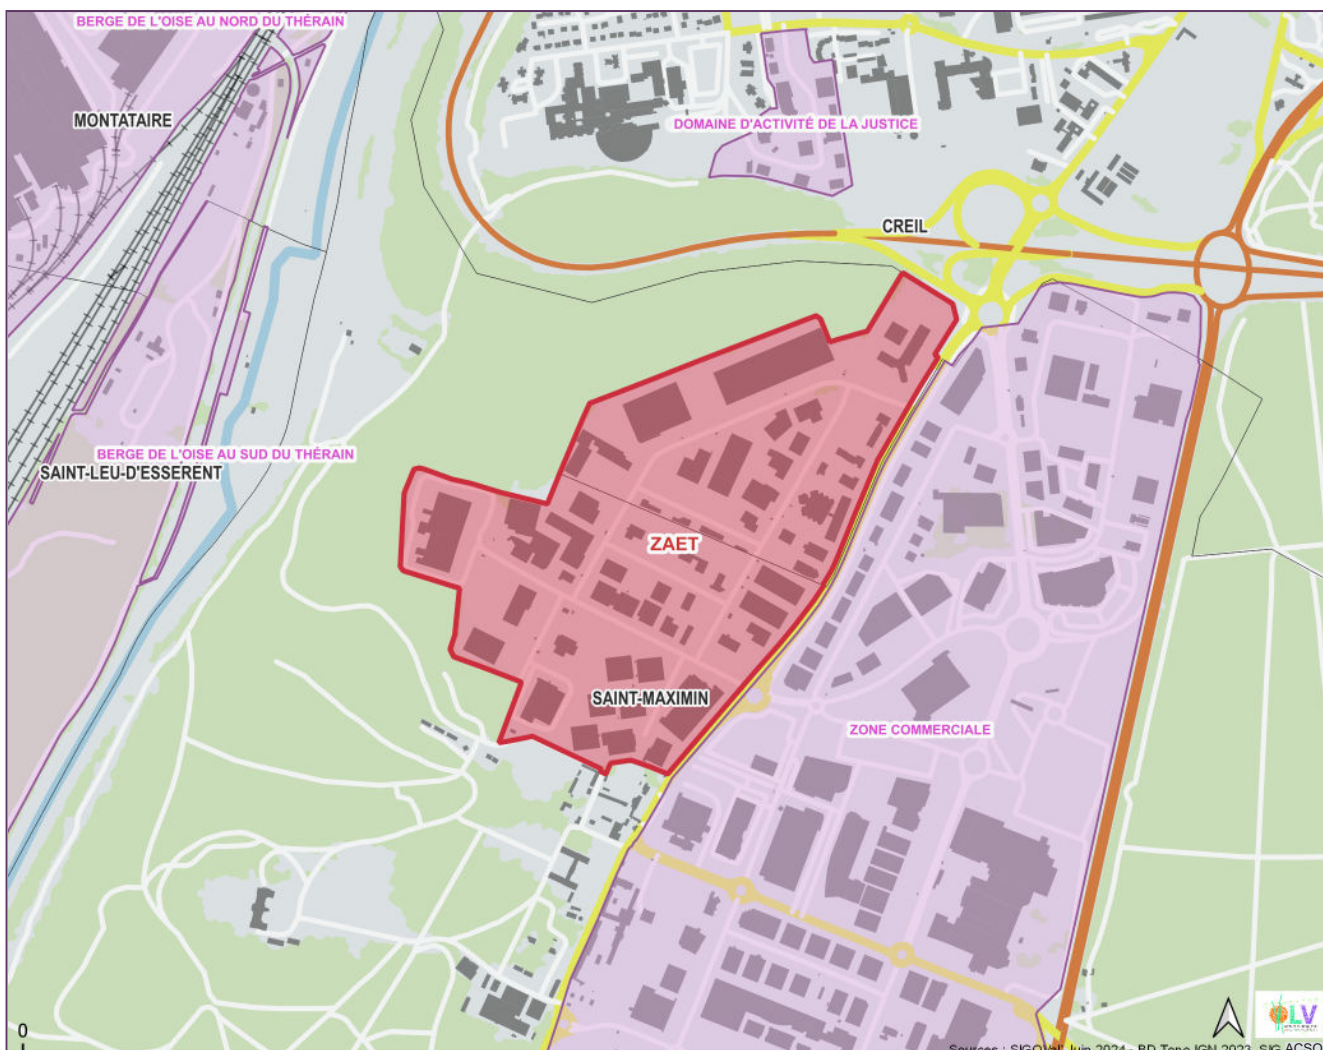 BERGE DE L'OISE AU NORD DU THÉRAIN
MONTATAIRE
DOMAINE D'ACTIVITÉ DE LA JUSTICE
CREIL
BERGE DE L'OISE AU SUD DU THÉRAIN
SAINT-LEU-D'ESSERENT
ZAET
SAINT-MAXIMIN
ZONE COMMERCIALE
0
LV
Sources : SIGOVal, Juin 2024 - BD Topo IGN 2023, SIG ACSO